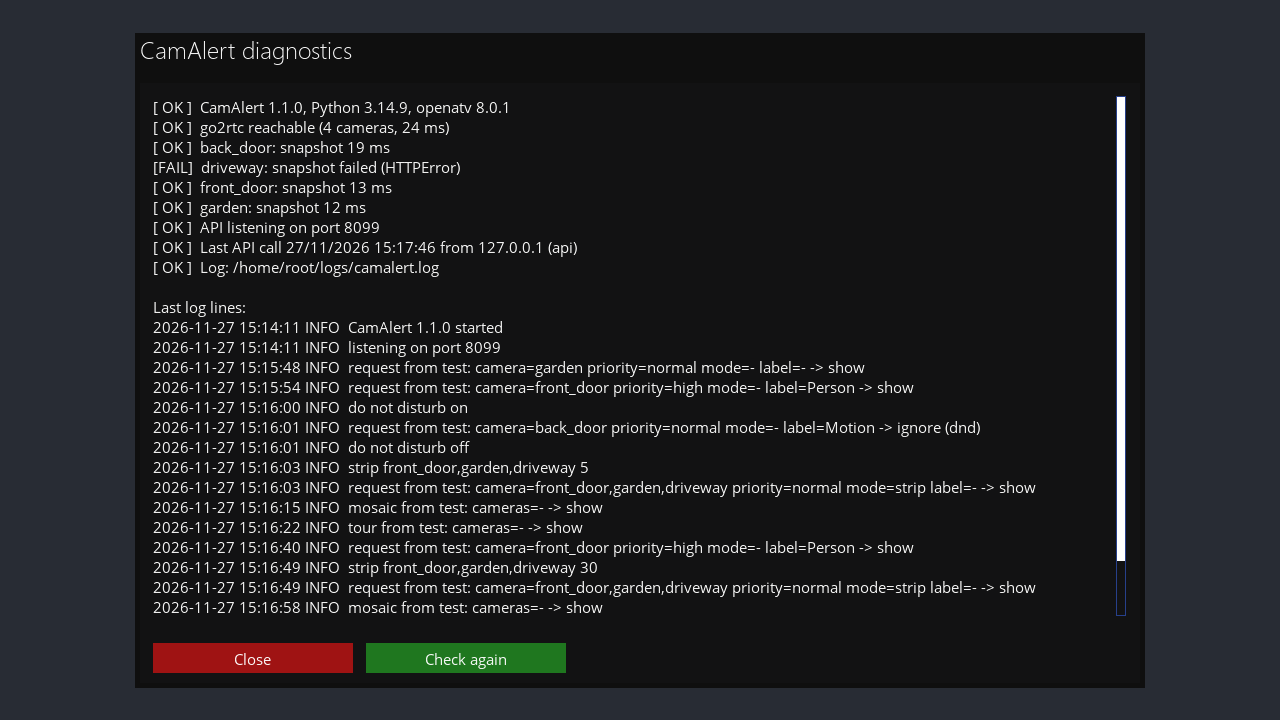 CamAlert diagnostics
[ OK ]  CamAlert 1.1.0, Python 3.14.9, openatv 8.0.1
[ OK ]  go2rtc reachable (4 cameras, 24 ms)
[ OK ]  back_door: snapshot 19 ms
[FAIL]  driveway: snapshot failed (HTTPError)
[ OK ]  front_door: snapshot 13 ms
[ OK ]  garden: snapshot 12 ms
[ OK ]  API listening on port 8099
[ OK ]  Last API call 27/11/2026 15:17:46 from 127.0.0.1 (api)
[ OK ]  Log: /home/root/logs/camalert.log
Last log lines:
2026-11-27 15:14:11 INFO  CamAlert 1.1.0 started
2026-11-27 15:14:11 INFO  listening on port 8099
2026-11-27 15:15:48 INFO  request from test: camera=garden priority=normal mode=- label=- -> show
2026-11-27 15:15:54 INFO  request from test: camera=front_door priority=high mode=- label=Person -> show
2026-11-27 15:16:00 INFO  do not disturb on
2026-11-27 15:16:01 INFO  request from test: camera=back_door priority=normal mode=- label=Motion -> ignore (dnd)
2026-11-27 15:16:01 INFO  do not disturb off
2026-11-27 15:16:03 INFO  strip front_door,garden,driveway 5
2026-11-27 15:16:03 INFO  request from test: camera=front_door,garden,driveway priority=normal mode=strip label=- -> show
2026-11-27 15:16:15 INFO  mosaic from test: cameras=- -> show
2026-11-27 15:16:22 INFO  tour from test: cameras=- -> show
2026-11-27 15:16:40 INFO  request from test: camera=front_door priority=high mode=- label=Person -> show
2026-11-27 15:16:49 INFO  strip front_door,garden,driveway 30
2026-11-27 15:16:49 INFO  request from test: camera=front_door,garden,driveway priority=normal mode=strip label=- -> show
2026-11-27 15:16:58 INFO  mosaic from test: cameras=- -> show
Close
Check again